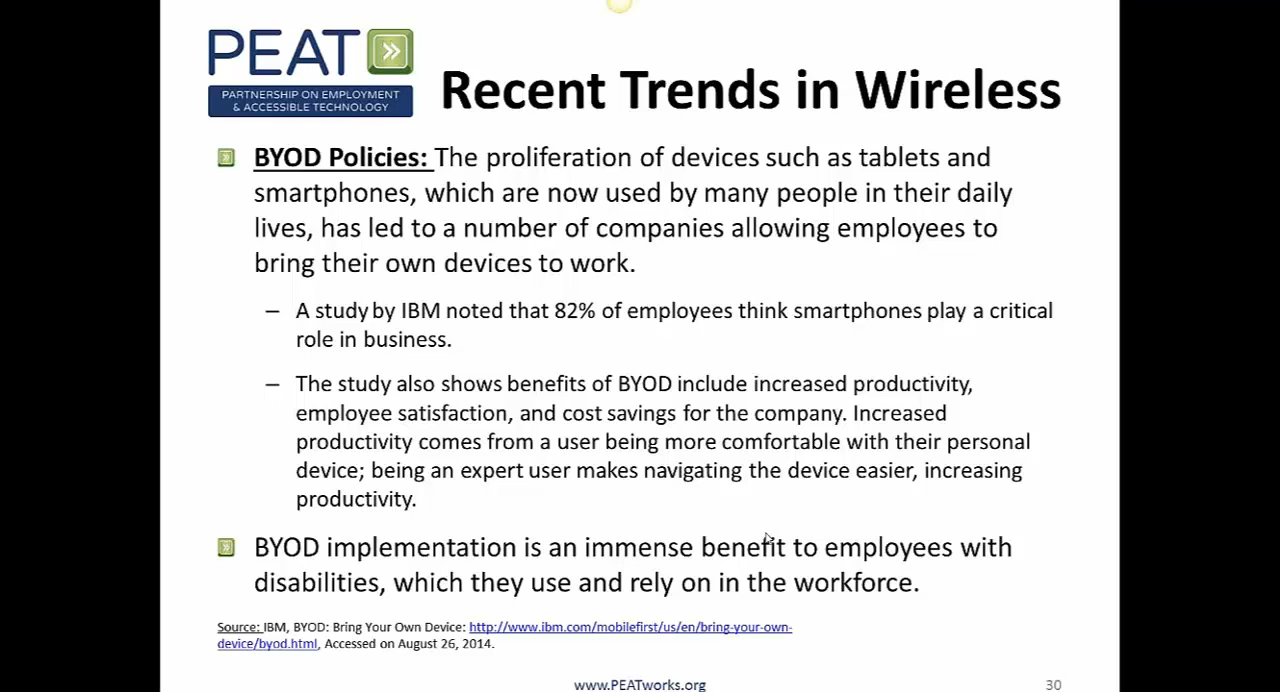 PEAT
PARTNERSHIP ON EMPLOYMENT
& ACCESSIBLE TECHNOLOGY
Recent Trends in Wireless
BYOD Policies: The proliferation of devices such as tablets and
smartphones, which are now used by many people in their daily
lives, has led to a number of companies allowing employees to
bring their own devices to work.
– A study by IBM noted that 82% of employees think smartphones play a critical
role in business.
– The study also shows benefits of BYOD include increased productivity,
employee satisfaction, and cost savings for the company. Increased
productivity comes from a user being more comfortable with their personal
device; being an expert user makes navigating the device easier, increasing
productivity.
BYOD implementation is an immense benefit to employees with
disabilities, which they use and rely on in the workforce.
Source: IBM, BYOD: Bring Your Own Device: http://www.ibm.com/mobilefirst/us/en/bring-your-own-
device/byod.html, Accessed on August 26, 2014.
www.PEATworks.org
30